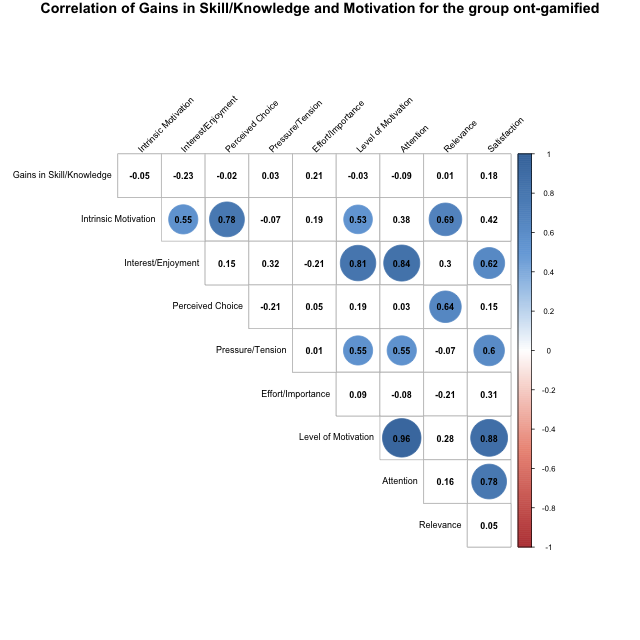 Correlation of Gains in Skill/Knowledge and Motivation for the group ont-gamified
Intrinsic Motivation
Interest/Enjoyment
Perceived Choice
Pressure/Tension
Effort/Importance
Level of Motivation
Attention
Relevance
Satisfaction
Gains in Skill/Knowledge -0.05 -0.23 -0.02 0.03 0.21 -0.03 -0.09 0.01 0.18
Intrinsic Motivation 0.55 0.78 -0.07 0.19 0.53 0.38 0.69 0.42
Interest/Enjoyment 0.15 0.32 -0.21 0.81 0.84 0.3 0.62
Perceived Choice -0.21 0.05 0.19 0.03 0.64 0.15
Pressure/Tension 0.01 0.55 0.55 -0.07 0.6
Effort/Importance 0.09 -0.08 -0.21 0.31
Level of Motivation 0.96 0.28 0.88
Attention 0.16 0.78
Relevance 0.05
1
0.8
0.6
0.4
0.2
0
-0.2
-0.4
-0.6
-0.8
-1